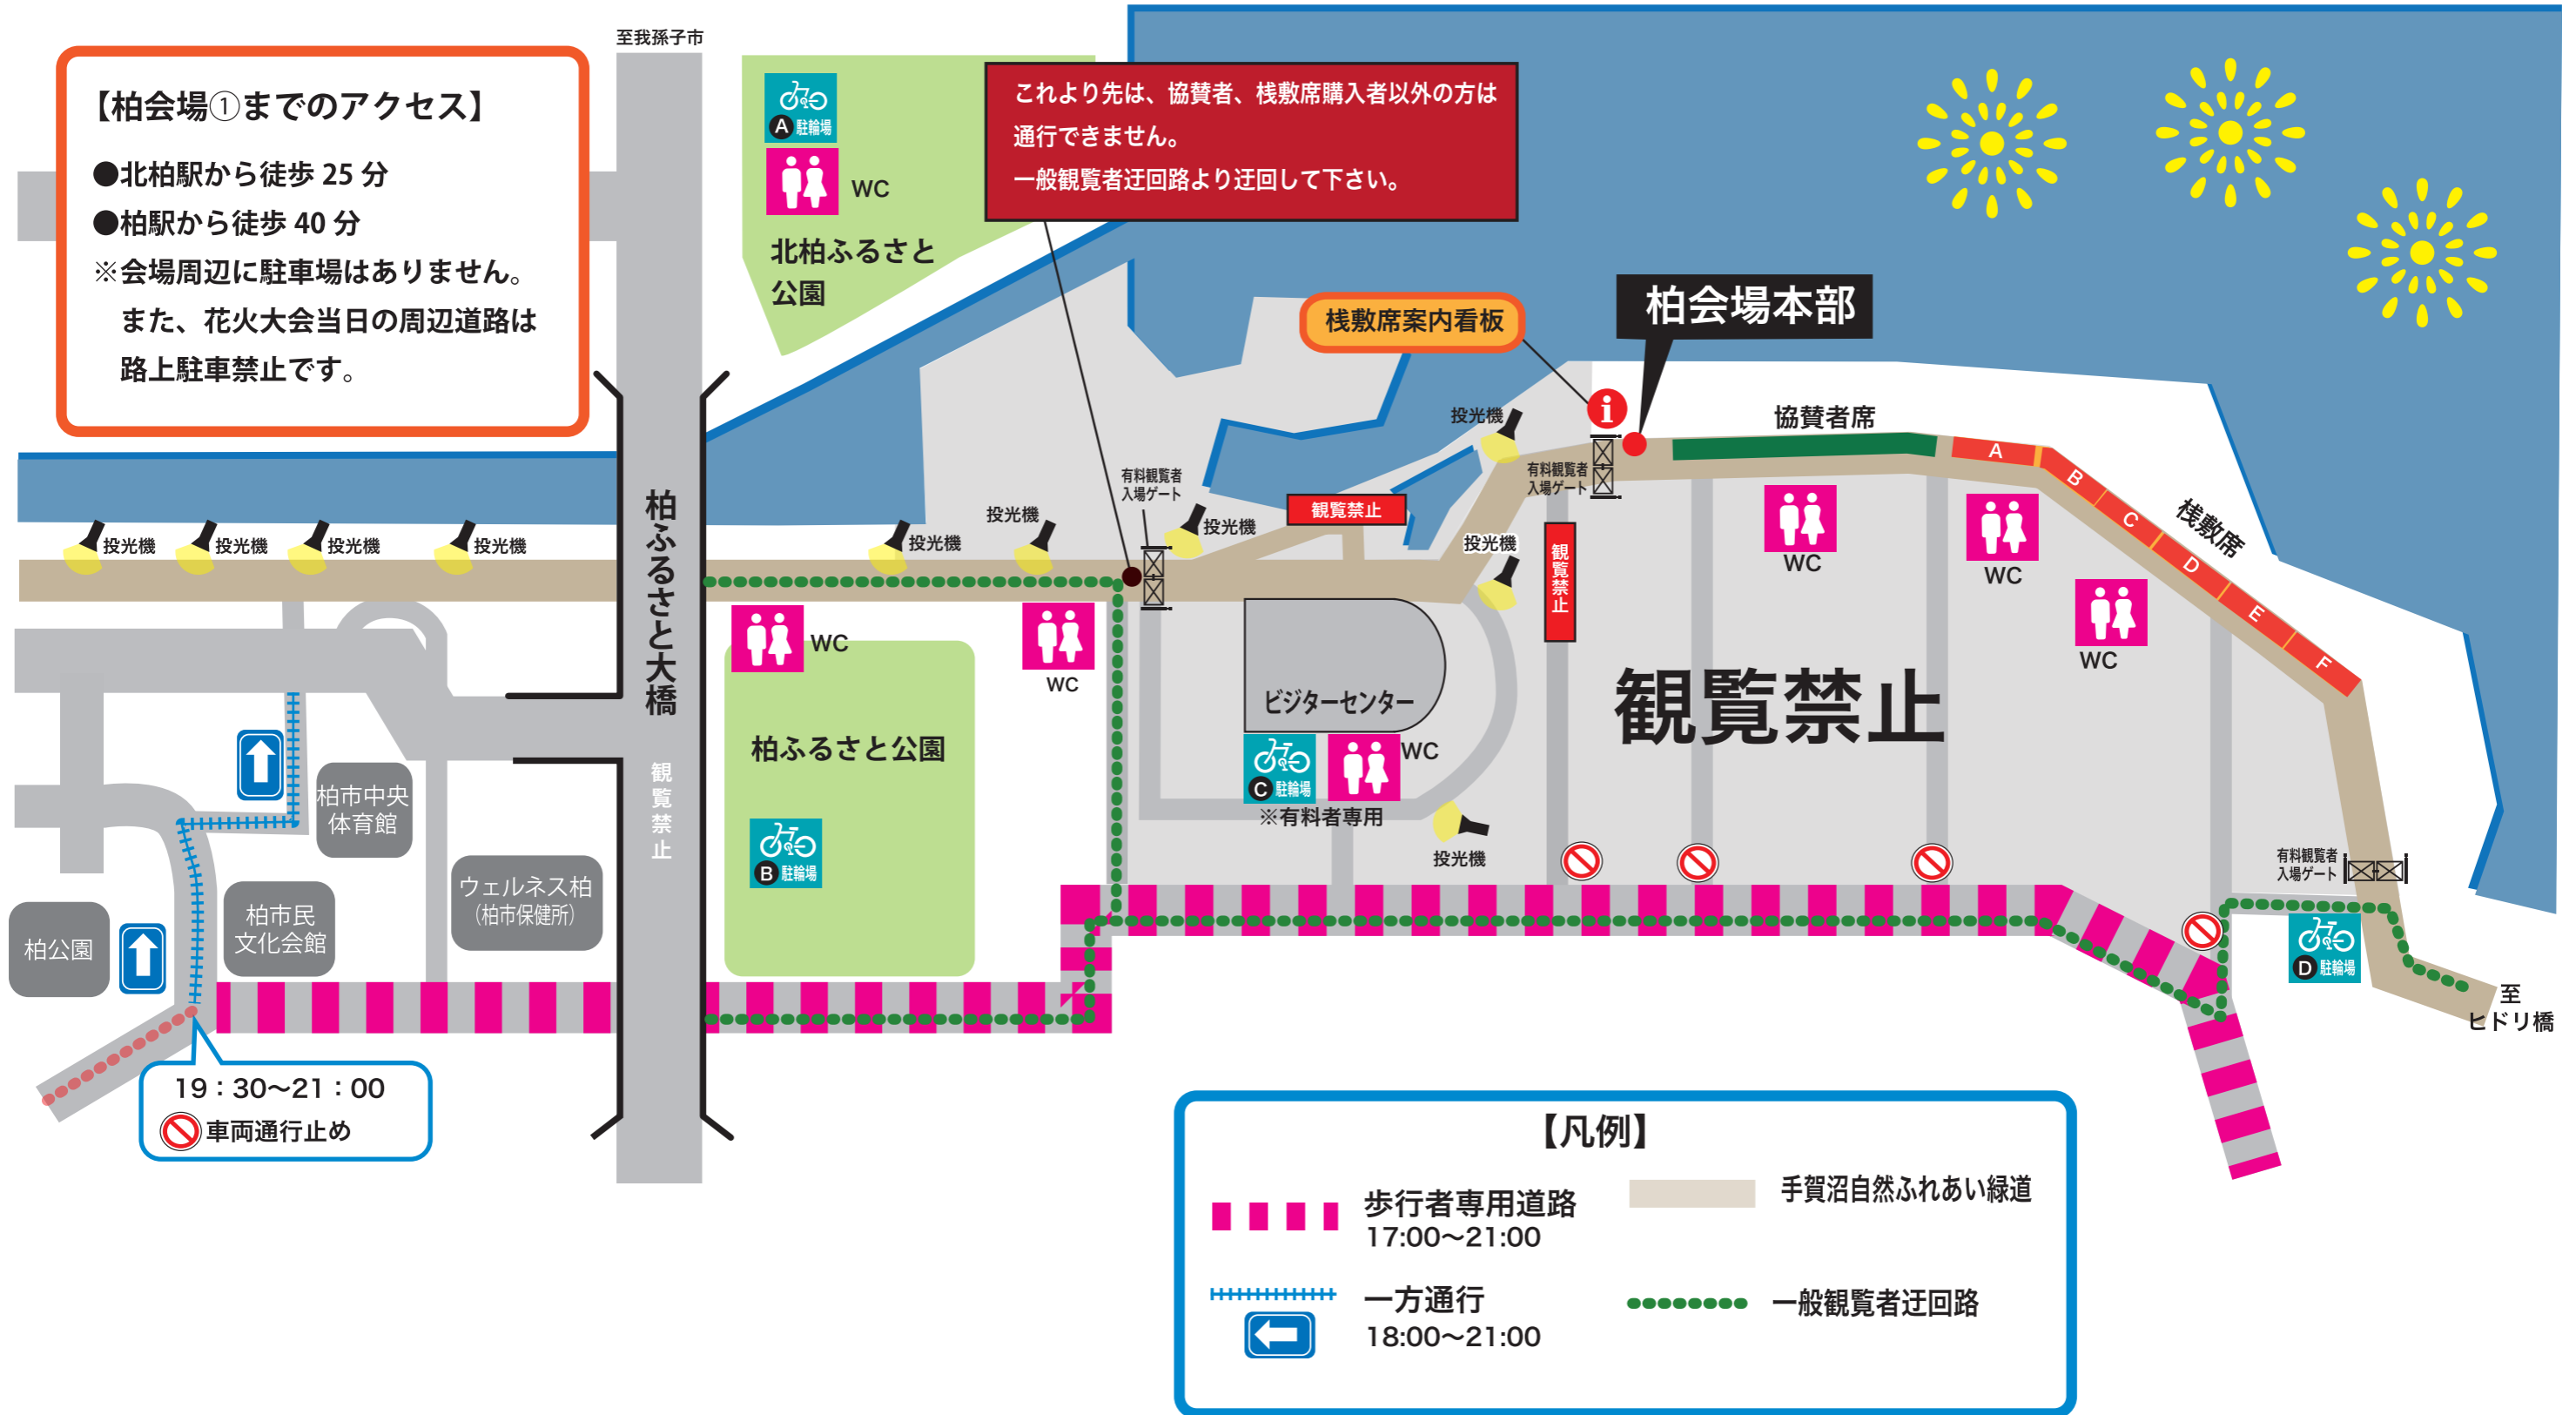 至我孫子市
【柏会場①までのアクセス】
●北柏駅から徒歩 25 分
●柏駅から徒歩 40 分
※会場周辺に駐車場はありません。
また、花火大会当日の周辺道路は
路上駐車禁止です。
A 駐輪場
WC
北柏ふるさと
公園
これより先は、協賛者、桟敷席購入者以外の方は
通行できません。
一般観覧者迂回路より迂回して下さい。
桟敷席案内看板
柏会場本部
i
協賛者席
A
B
C
D
E
F
桟敷席
投光機
投光機
投光機
投光機
投光機
投光機
投光機
投光機
投光機
投光機
有料観覧者
入場ゲート
有料観覧者
入場ゲート
観覧禁止
観覧禁止
WC
WC
WC
WC
WC
柏ふるさと大橋
観覧禁止
柏ふるさと公園
B 駐輪場
ビジターセンター
C 駐輪場
WC
※有料者専用
観覧禁止
柏市中央
体育館
ウェルネス柏
（柏市保健所）
柏市民
文化会館
柏公園
19：30〜21：00
車両通行止め
有料観覧者
入場ゲート
D 駐輪場
至
ヒドリ橋
【凡例】
歩行者専用道路
17:00〜21:00
手賀沼自然ふれあい緑道
一方通行
18:00〜21:00
一般観覧者迂回路